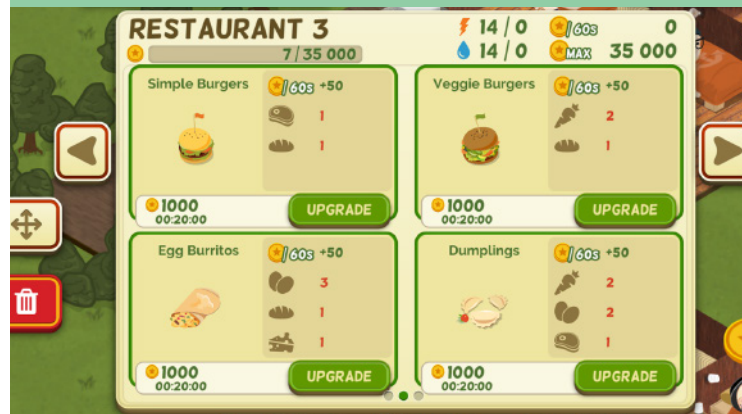 RESTAURANT 3
14 / 0
/60s 0
7/35 000
14 / 0
MAX 35 000
Simple Burgers
/60s +50
1
1
1000
00:20:00
UPGRADE
Veggie Burgers
/60s +50
2
1
1000
00:20:00
UPGRADE
Egg Burritos
/60s +50
3
1
1
1000
00:20:00
UPGRADE
Dumplings
/60s +50
2
2
1
1000
00:20:00
UPGRADE